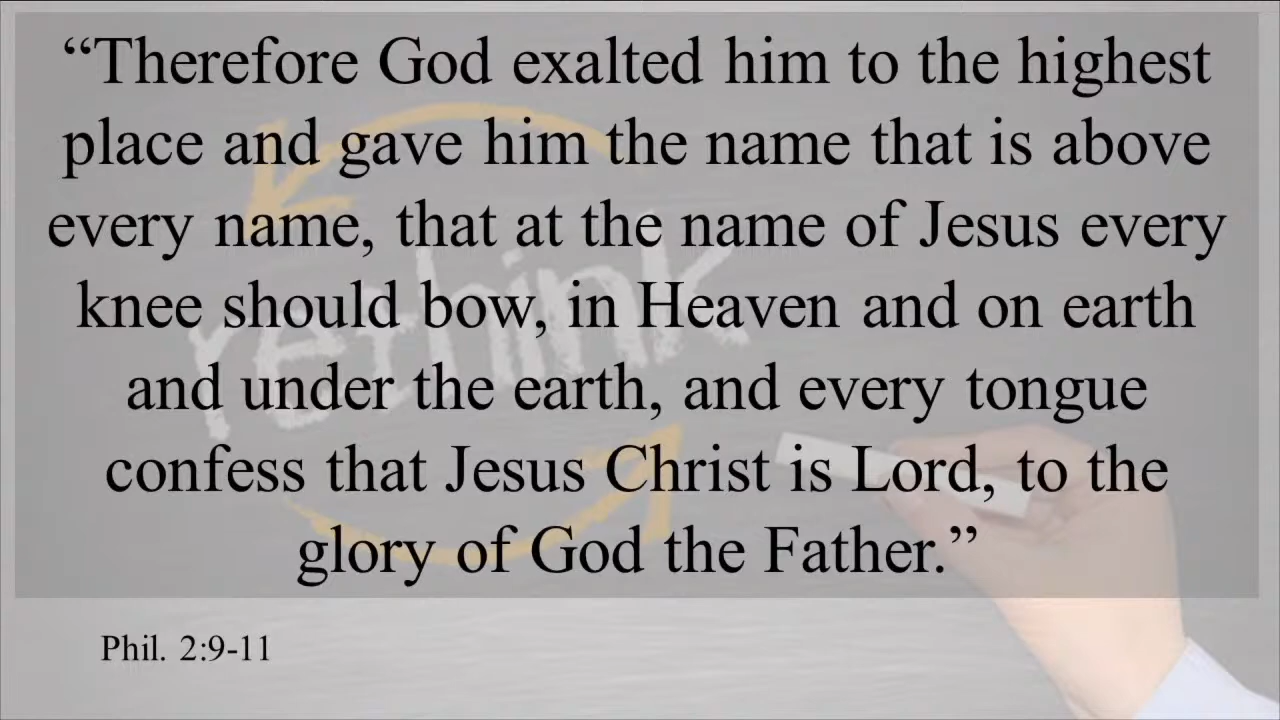 “Therefore God exalted him to the highest
place and gave him the name that is above
every name, that at the name of Jesus every
knee should bow, in Heaven and on earth
and under the earth, and every tongue
confess that Jesus Christ is Lord, to the
glory of God the Father.”
rethink
Phil. 2:9-11